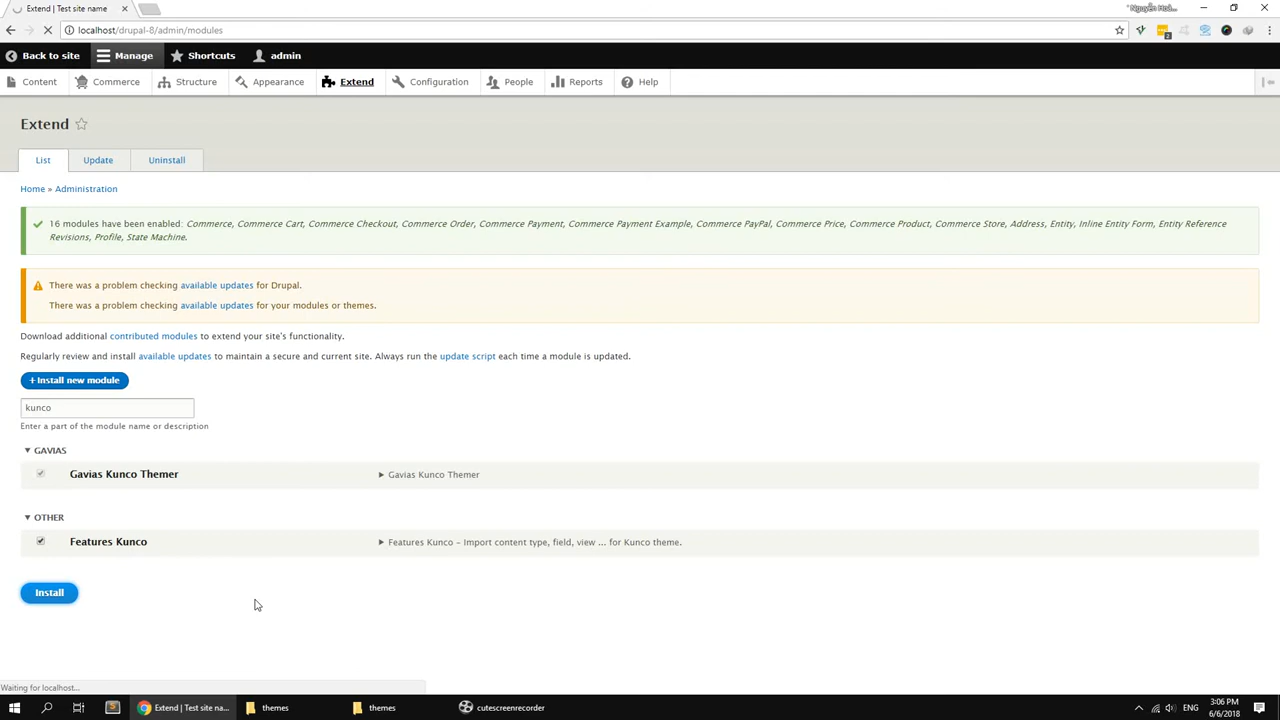 Extend | Test site name
" Nguyễn Hoà...
localhost/drupal-8/admin/modules
Back to site
Manage
Shortcuts
admin
Content
Commerce
Structure
Appearance
Extend
Configuration
People
Reports
Help
Extend
List
Update
Uninstall
Home » Administration
16 modules have been enabled: Commerce, Commerce Cart, Commerce Checkout, Commerce Order, Commerce Payment, Commerce Payment Example, Commerce PayPal, Commerce Price, Commerce Product, Commerce Store, Address, Entity, Inline Entity Form, Entity Reference
Revisions, Profile, State Machine.
There was a problem checking available updates for Drupal.
There was a problem checking available updates for your modules or themes.
Download additional contributed modules to extend your site's functionality.
Regularly review and install available updates to maintain a secure and current site. Always run the update script each time a module is updated.
+ Install new module
kunco
Enter a part of the module name or description
GAVIAS
Gavias Kunco Themer
Gavias Kunco Themer
OTHER
Features Kunco
Features Kunco - Import content type, field, view ... for Kunco theme.
Install
Waiting for localhost...
Extend | Test site na...
themes
themes
cutescreenrecorder
ENG
3:06 PM
6/6/2018